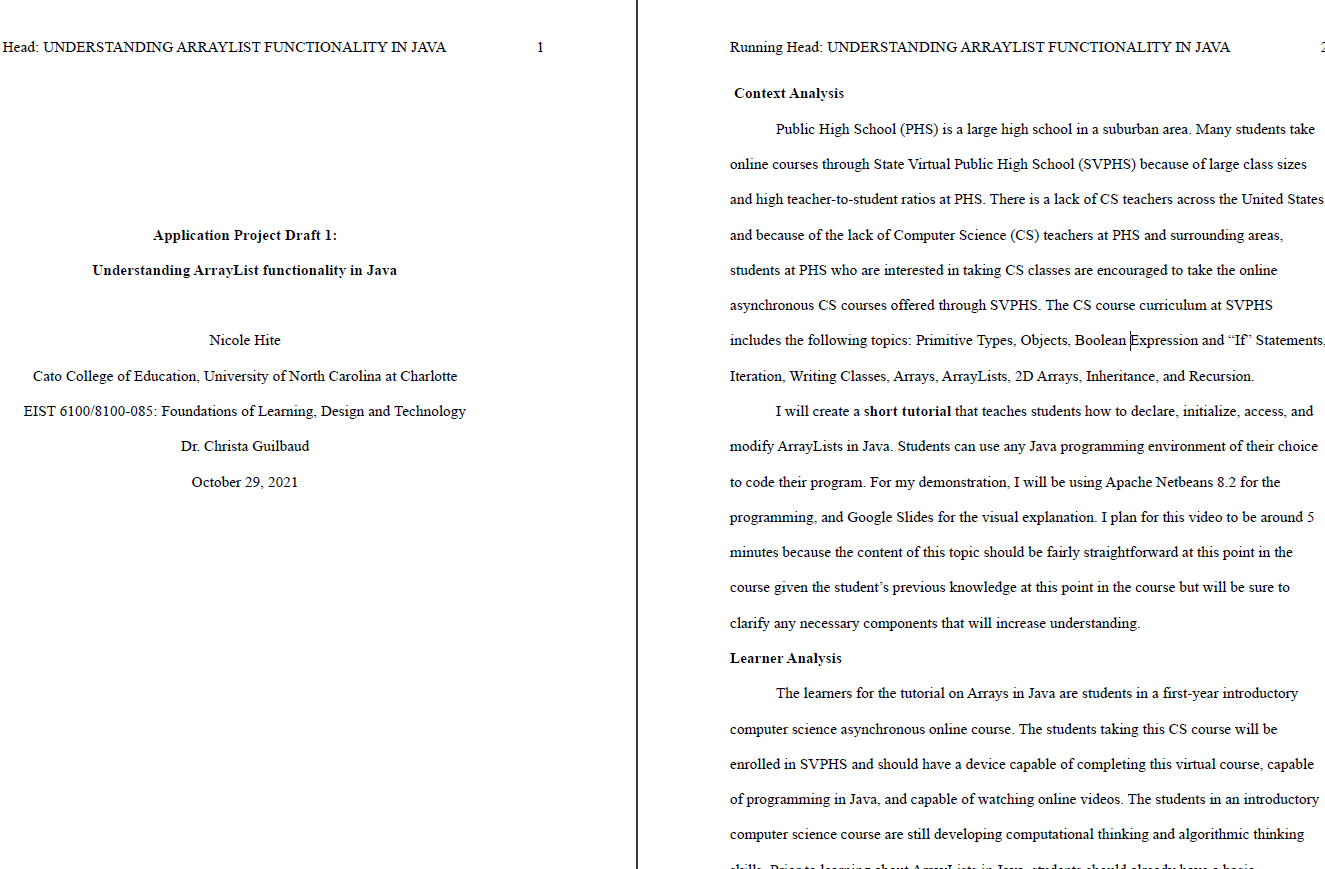 Head: UNDERSTANDING ARRAYLIST FUNCTIONALITY IN JAVA 1
Application Project Draft 1:
Understanding ArrayList functionality in Java
Nicole Hite
Cato College of Education, University of North Carolina at Charlotte
EIST 6100/8100-085: Foundations of Learning, Design and Technology
Dr. Christa Guilbaud
October 29, 2021
Running Head: UNDERSTANDING ARRAYLIST FUNCTIONALITY IN JAVA 2
Context Analysis
Public High School (PHS) is a large high school in a suburban area. Many students take
online courses through State Virtual Public High School (SVPHS) because of large class sizes
and high teacher-to-student ratios at PHS. There is a lack of CS teachers across the United States
and because of the lack of Computer Science (CS) teachers at PHS and surrounding areas,
students at PHS who are interested in taking CS classes are encouraged to take the online
asynchronous CS courses offered through SVPHS. The CS course curriculum at SVPHS
includes the following topics: Primitive Types, Objects, Boolean Expression and “If” Statements,
Iteration, Writing Classes, Arrays, ArrayLists, 2D Arrays, Inheritance, and Recursion.
I will create a short tutorial that teaches students how to declare, initialize, access, and
modify ArrayLists in Java. Students can use any Java programming environment of their choice
to code their program. For my demonstration, I will be using Apache Netbeans 8.2 for the
programming, and Google Slides for the visual explanation. I plan for this video to be around 5
minutes because the content of this topic should be fairly straightforward at this point in the
course given the student’s previous knowledge at this point in the course but will be sure to
clarify any necessary components that will increase understanding.
Learner Analysis
The learners for the tutorial on Arrays in Java are students in a first-year introductory
computer science asynchronous online course. The students taking this CS course will be
enrolled in SVPHS and should have a device capable of completing this virtual course, capable
of programming in Java, and capable of watching online videos. The students in an introductory
computer science course are still developing computational thinking and algorithmic thinking
skills. Prior to learning about ArrayLists in Java, students should already have a basic